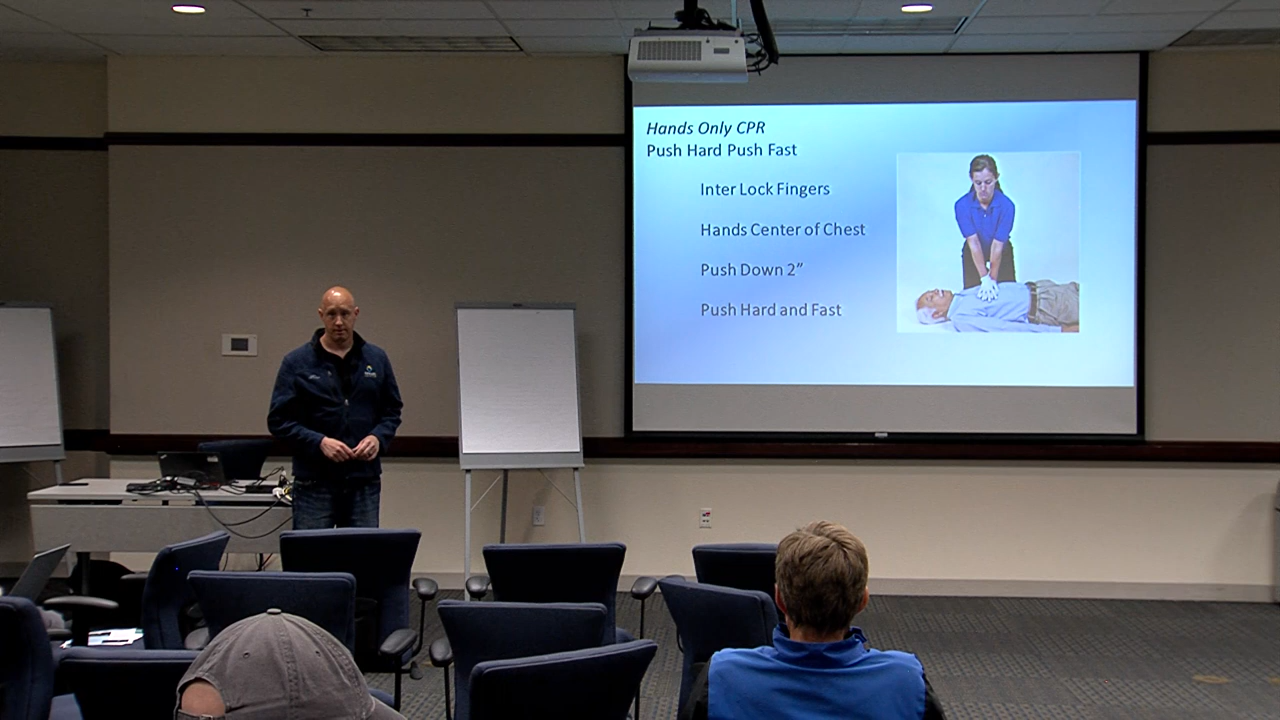 Hands Only CPR
Push Hard Push Fast
Inter Lock Fingers
Hands Center of Chest
Push Down 2”
Push Hard and Fast